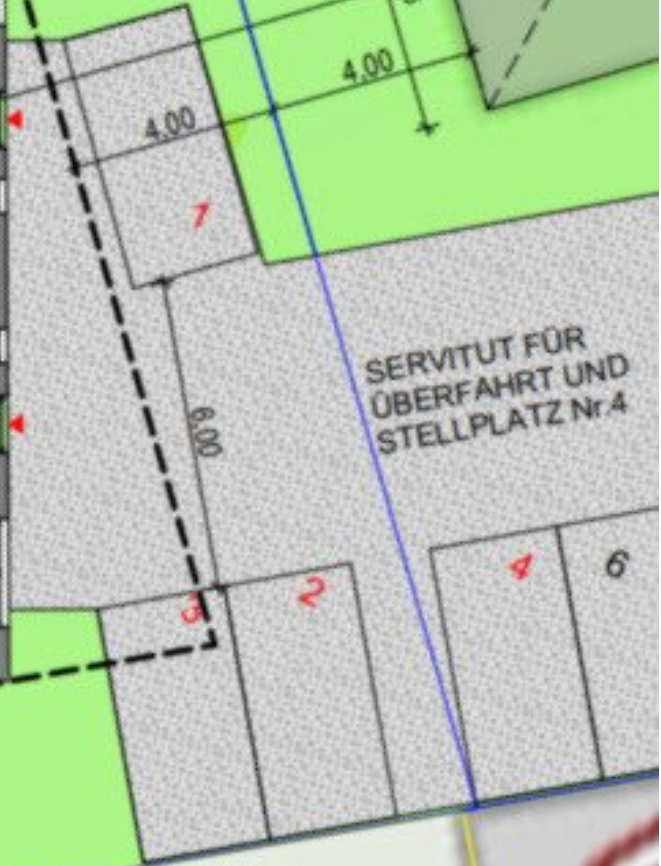 4,00
4,00
7
SERVITUT FÜR
ÜBERFAHRT UND
STELLPLATZ Nr.4
6,00
3
2
4
6